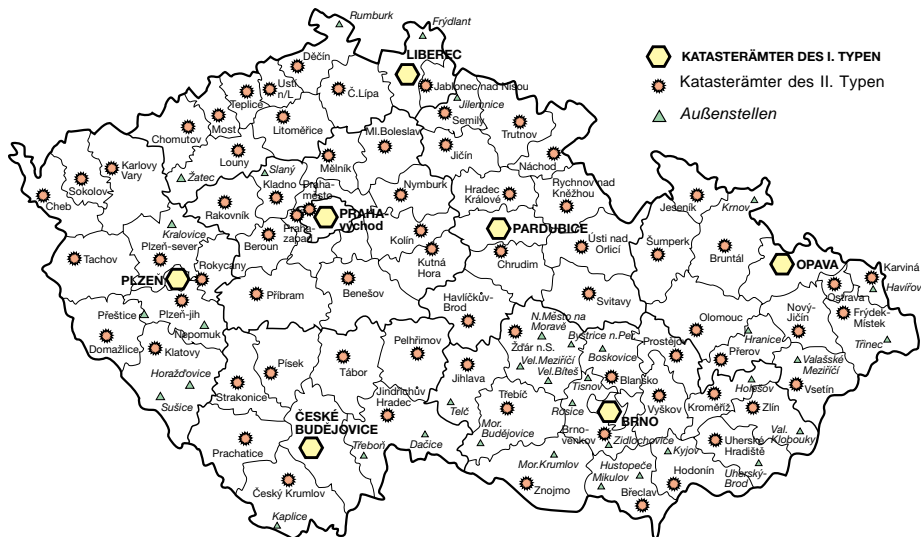 Rumburk
Frýdlant
LIBEREC
Děčín
KATASTERÄMTER DES I. TYPEN
Ústí
n/L
Jablonec nad Nisou
Katasterämter des II. Typen
Teplice
Č.Lípa
Jilemnice
Außenstellen
Most
Litoměřice
Semily
Trutnov
Chomutov
Ml.Boleslav
Louny
Jičín
Náchod
Karlovy
Vary
Žatec
Slaný
Mělník
Sokolov
Kladno
Praha-
město
Nymburk
Hradec
Králové
Rychnov nad
Kněžhou
Cheb
Rakovník
Praha-
západ
PRAHA-
východ
Jeseník
Krnov
Kralovice
Beroun
Kolín
PARDUBICE
Ústí nad
Orlicí
Šumperk
Bruntál
Plzeň-sever
Kutná
Hora
Chrudim
Tachov
Rokycany
OPAVA
Karviná
PLZEŇ
Havířov
Příbram
Benešov
Ostrava
Plzeň-jih
Havlíčkův-
Brod
Svitavy
Nový-
Jičín
Frýdek-
Místek
Přeštice
Nepomuk
N.Město na
Moravě
Olomouc
Hranice
Třinec
Domažlice
Klatovy
Pelhřimov
Bystřice n.Per.
Prostějov
Žďár n.S.
Boskovice
Přerov
Valašské
Meziříčí
Horažďovice
Písek
Tábor
Vel.Meziříčí
Jihlava
Vel.Bíteš
Tisnov
Blansko
Holešov
Vsetín
Strakonice
Jindřichův
Hradec
Třebíč
Rosice
Vyškov
Kroměříž
Zlín
Sušice
Telč
BRNO
ČESKÉ
BUDĚJOVICE
Mor.
Budějovice
Brno-
venkov
Val.
Klobouky
Třeboň
Dačice
Zidlochovice
Uherské
Hradiště
Prachatice
Kyjov
Mor.Krumlov
Hustopeče
Mikulov
Hodonín
Uherský-
Brod
Český Krumlov
Znojmo
Břeclav
Kaplice